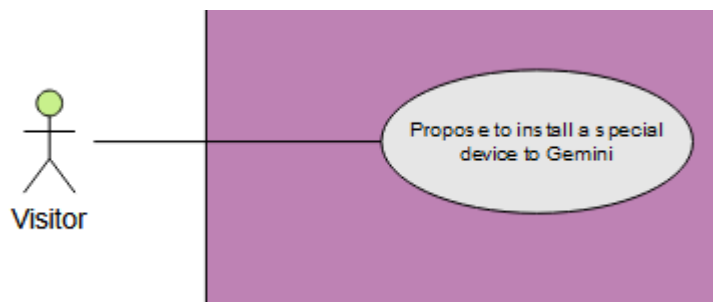 Propose to install a special
device to Gemini
Visitor